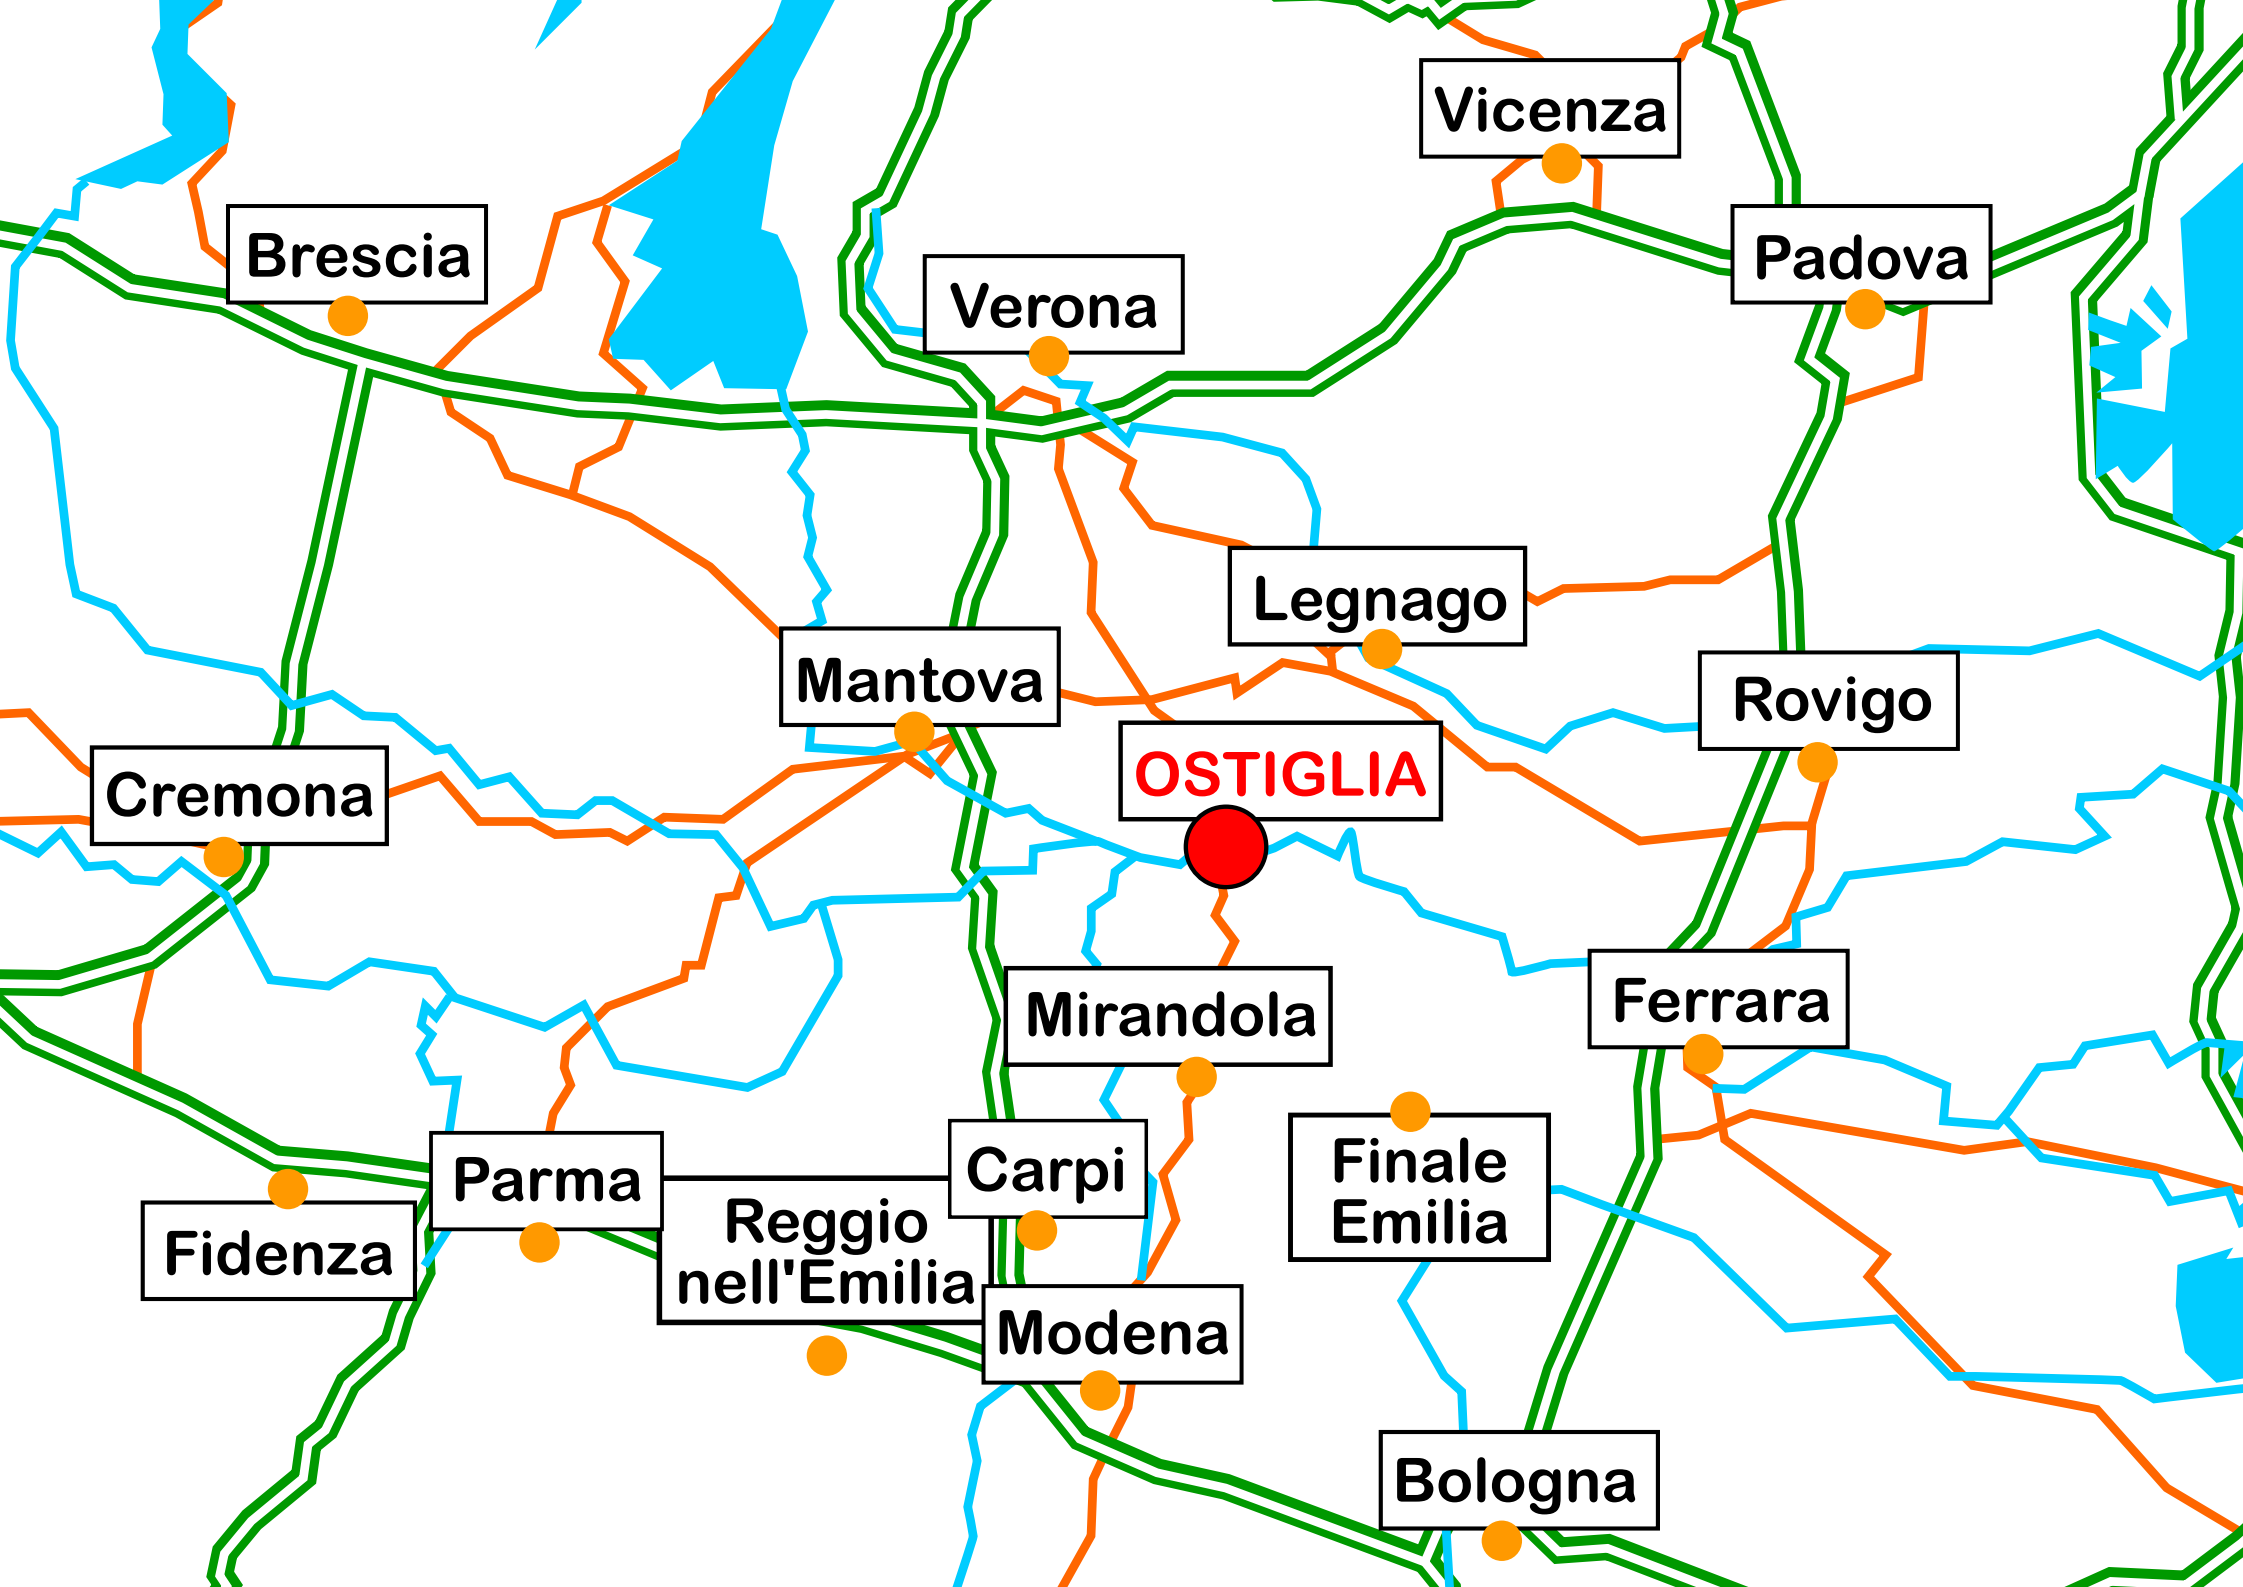 Vicenza
Brescia
Padova
Verona
Legnago
Mantova
Rovigo
OSTIGLIA
Cremona
Mirandola
Ferrara
Parma
Carpi
Finale
Emilia
Reggio
nell'Emilia
Fidenza
Modena
Bologna